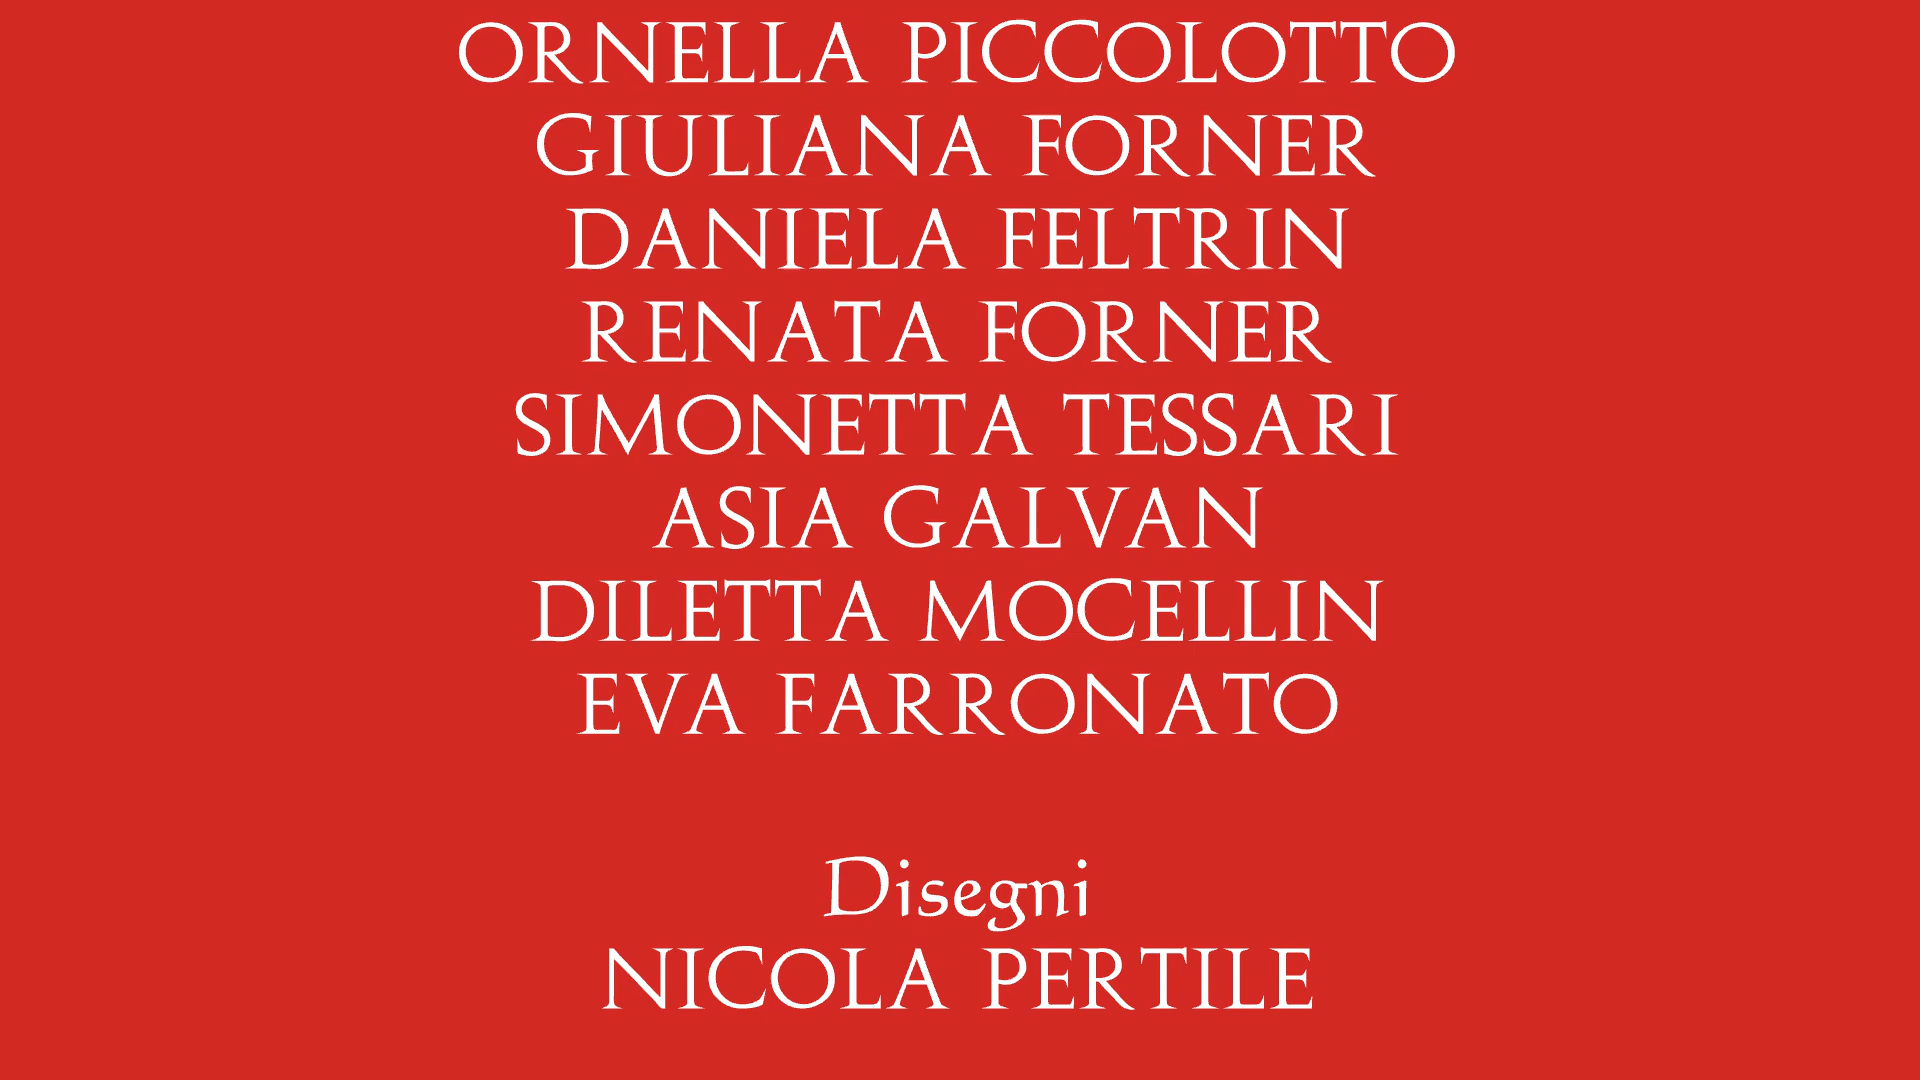 ORNELLA PICCOLOTTO
GIULIANA FORNER
DANIELA FELTRIN
RENATA FORNER
SIMONETTA TESSARI
ASIA GALVAN
DILETTA MOCELLIN
EVA FARRONATO
Disegni
NICOLA PERTILE